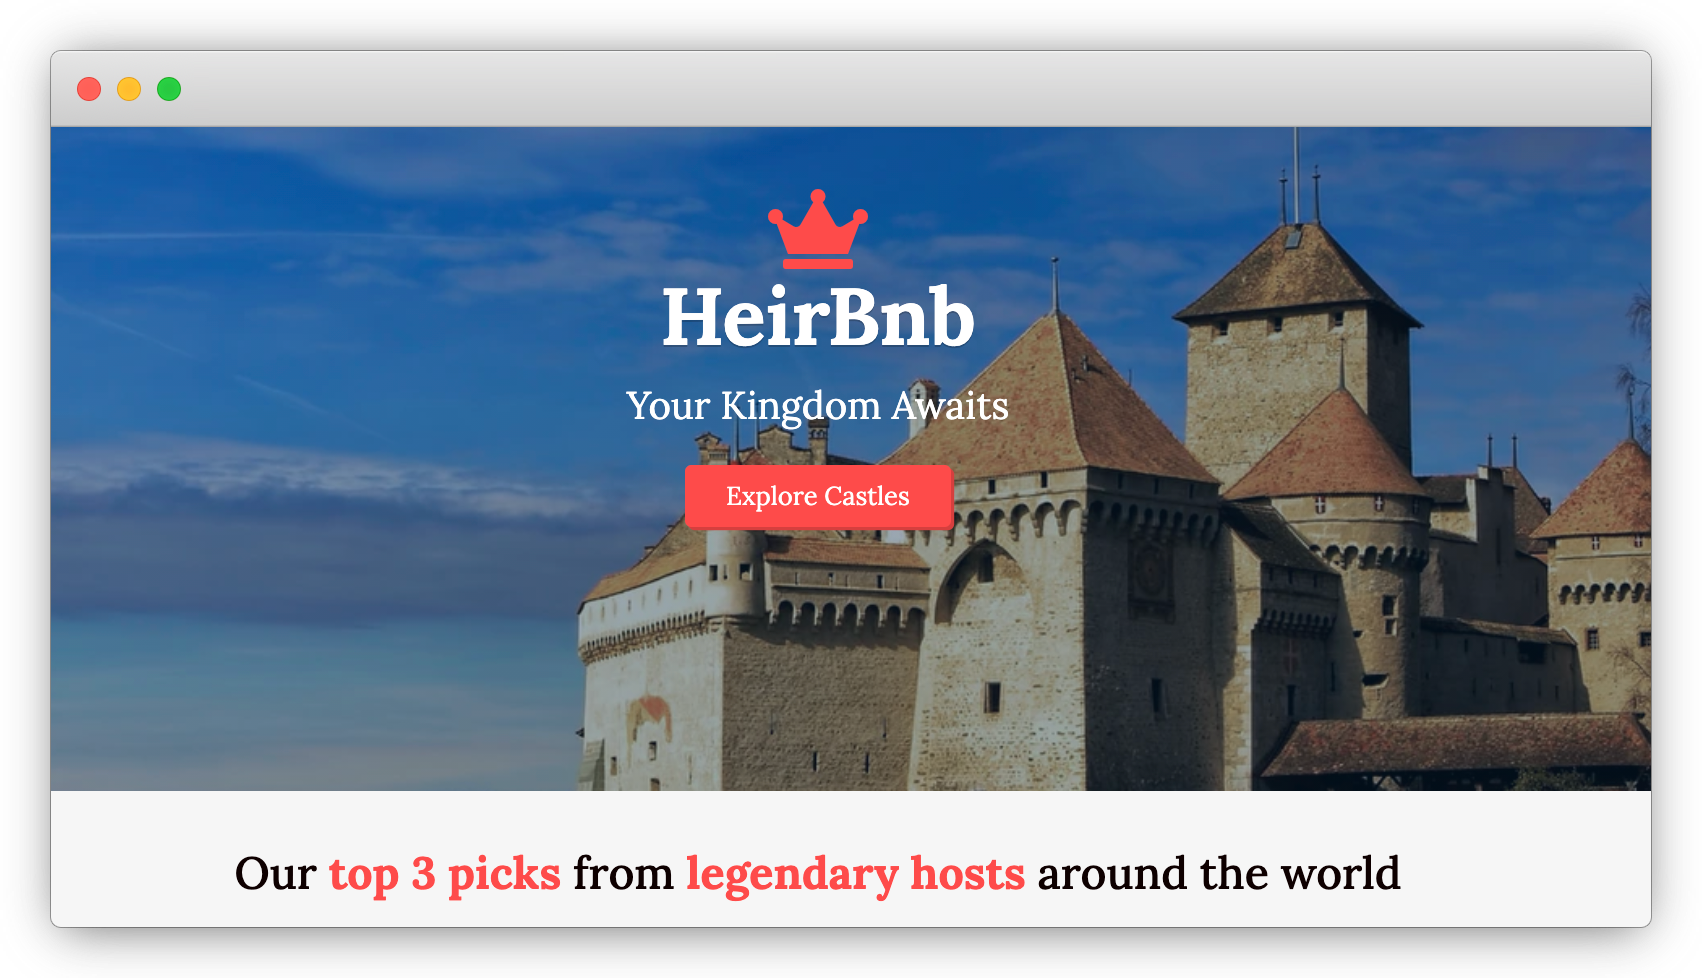 HeirBnb
Your Kingdom Awaits
Explore Castles
Our top 3 picks from legendary hosts around the world